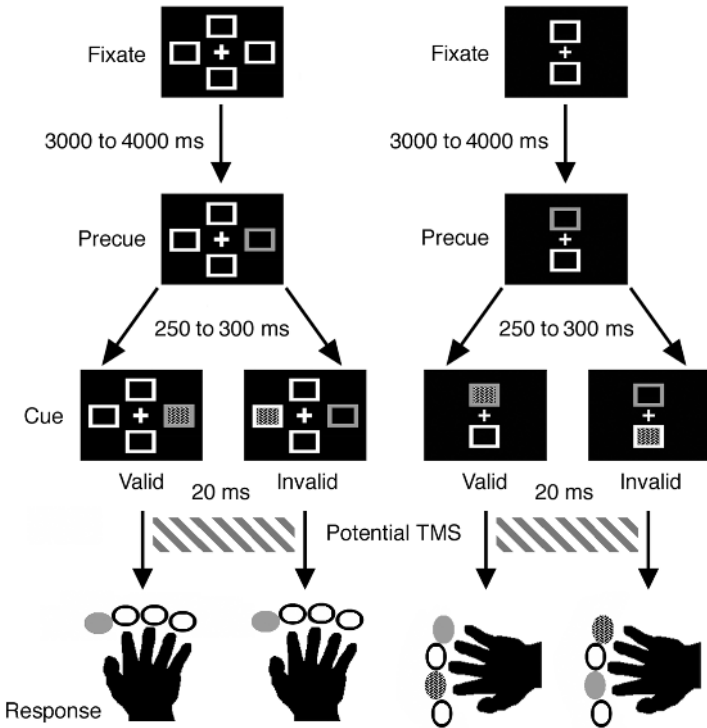 Fixate Fixate
3000 to 4000 ms 3000 to 4000 ms
Precue Precue
250 to 300 ms 250 to 300 ms
Cue
Valid Invalid Valid Invalid
20 ms 20 ms
Potential TMS
Response